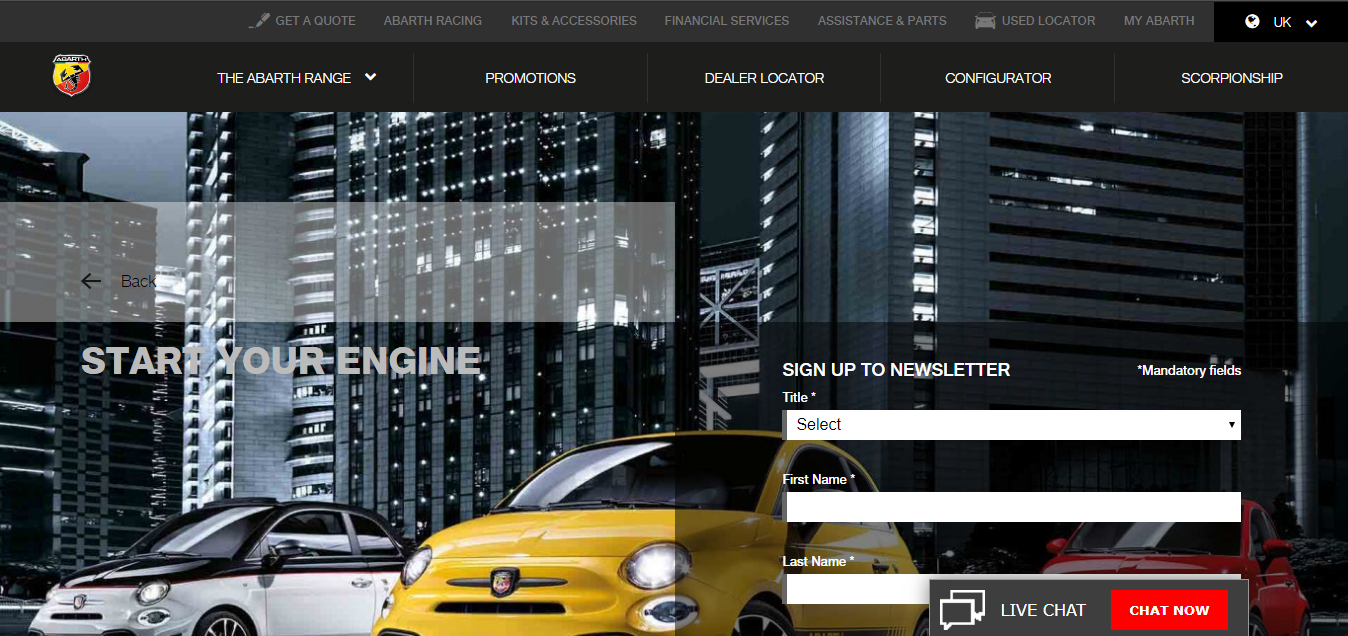 GET A QUOTE ABARTH RACING KITS & ACCESSORIES FINANCIAL SERVICES ASSISTANCE & PARTS USED LOCATOR MY ABARTH UK
ABARTH
THE ABARTH RANGE PROMOTIONS DEALER LOCATOR CONFIGURATOR SCORPIONSHIP
Back
START YOUR ENGINE
SIGN UP TO NEWSLETTER *Mandatory fields
Title *
Select
First Name *
Last Name *
LIVE CHAT CHAT NOW
ABARTH